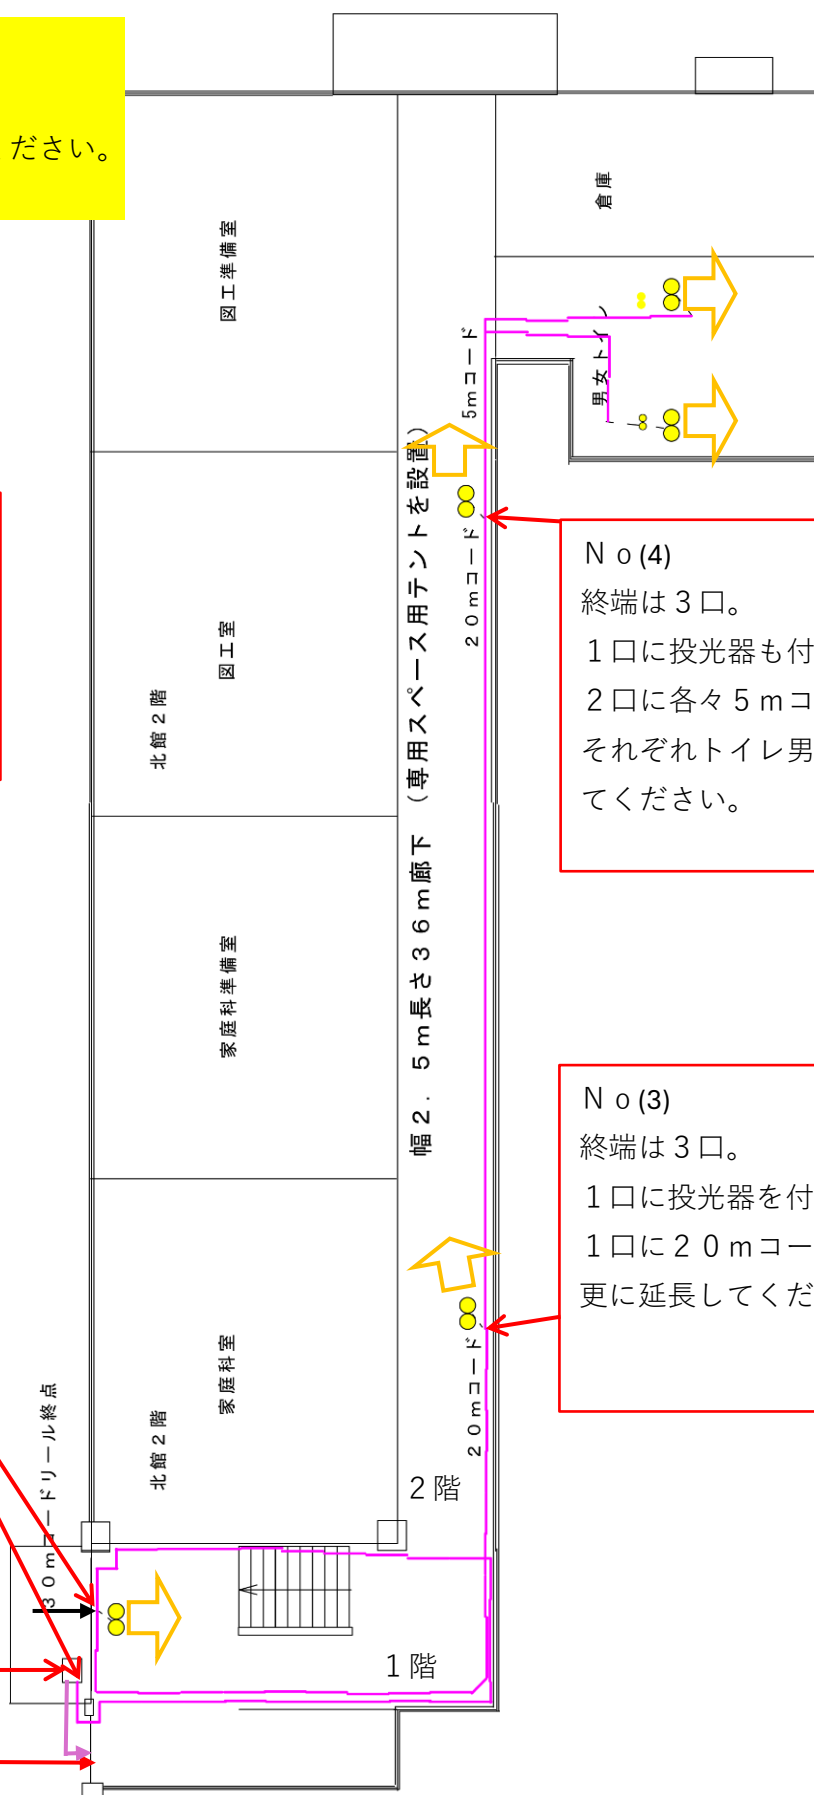 ださい。
倉庫
図工準備室
男女トイレ
5mコード
20mコード
幅2．5m長さ36m廊下 （専用スペース用テントを設置）
図工室
北館2階
No(4)
終端は3口。
1口に投光器も付
2口に各々5mコ
それぞれトイレ男
てください。
家庭科準備室
No(3)
終端は3口。
1口に投光器を付
1口に20mコー
更に延長してくだ
家庭科室
北館2階
20mコード
30mコードリール終点
2階
1階